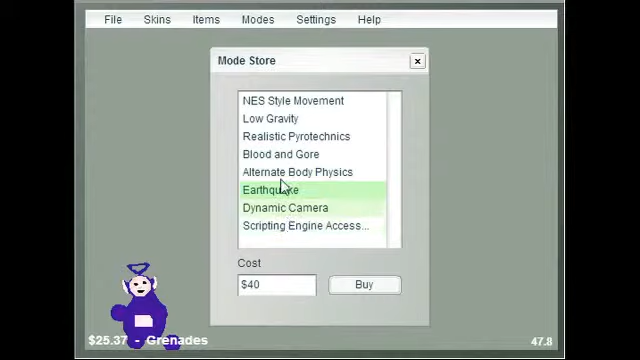 File Skins Items Modes Settings Help
Mode Store
NES Style Movement
Low Gravity
Realistic Pyrotechnics
Blood and Gore
Alternate Body Physics
Earthquake
Dynamic Camera
Scripting Engine Access...
Cost
$40 Buy
$25.37 - Grenades 47.8